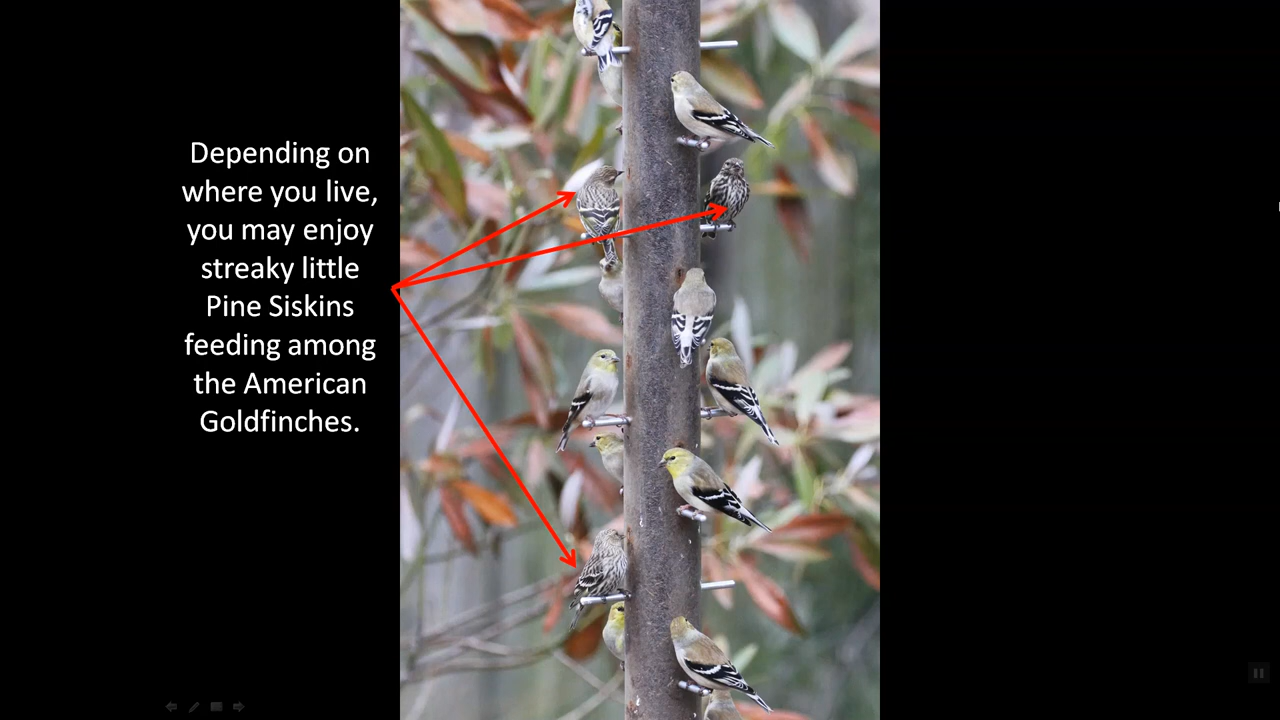 Depending on
where you live,
you may enjoy
streaky little
Pine Siskins
feeding among
the American
Goldfinches.